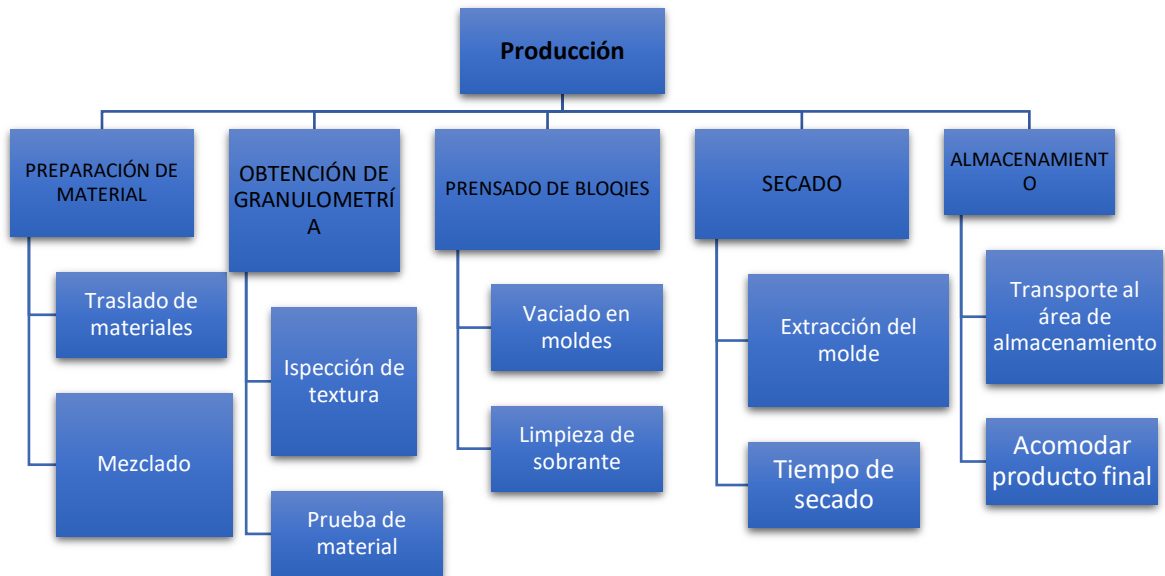 Producción
PREPARACIÓN DE
MATERIAL
OBTENCIÓN DE
GRANULOMETRÍ
A
PRENSADO DE BLOQIES
SECADO
ALMACENAMIENT
O
Traslado de
materiales
Mezclado
Ispección de
textura
Prueba de
material
Vaciado en
moldes
Limpieza de
sobrante
Extracción del
molde
Tiempo de
secado
Transporte al
área de
almacenamiento
Acomodar
producto final